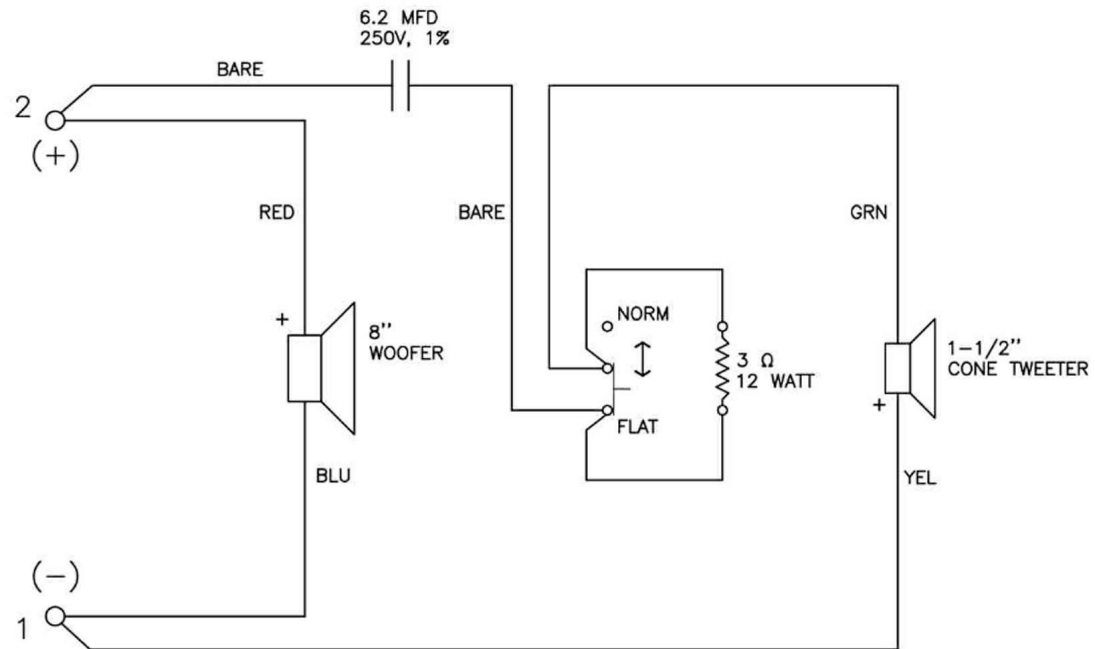 6.2 MFD
250V, 1%
BARE
2
(+)
RED
BARE
GRN
NORM
+
8"
WOOFER
3 Ω
12 WATT
1-1/2"
CONE TWEETER
+
FLAT
BLU
YEL
(-)
1